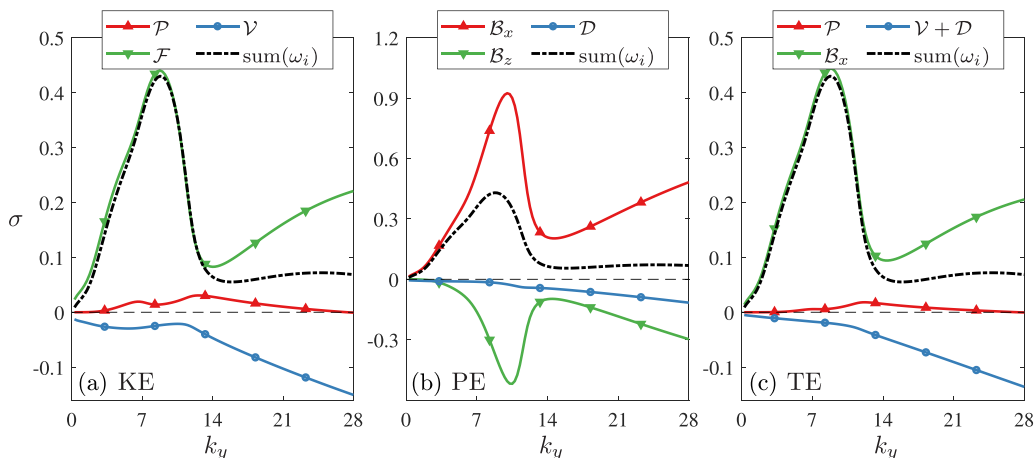 𝒫 𝒱
ℱ sum(ω_i)
0.5
0.4
0.3
0.2
0.1
0
-0.1
σ
(a) KE
0 7 14 21 28
k_y
ℬ_x 𝒟
ℬ_z sum(ω_i)
1.2
0.9
0.6
0.3
0
-0.3
(b) PE
0 7 14 21 28
k_y
𝒫 𝒱 + 𝒟
ℬ_x sum(ω_i)
0.5
0.4
0.3
0.2
0.1
0
-0.1
(c) TE
0 7 14 21 28
k_y